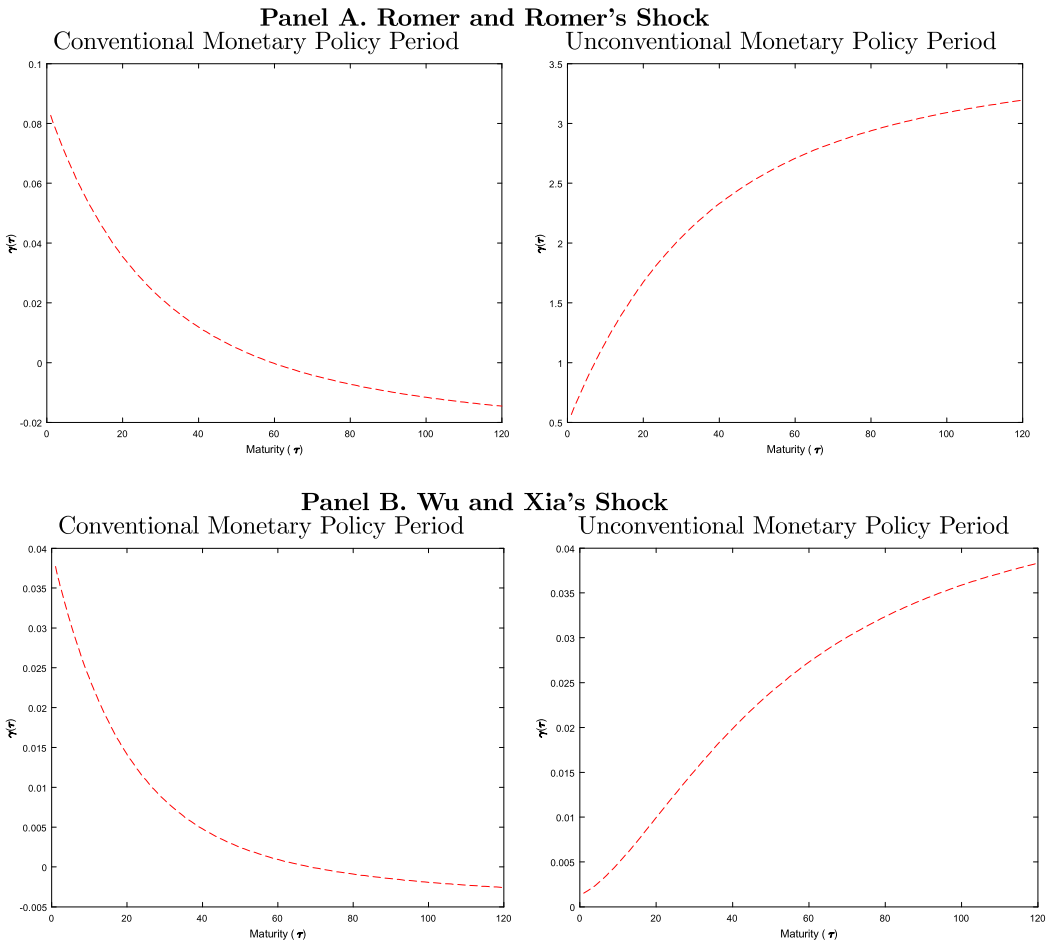 Panel A. Romer and Romer's Shock
Conventional Monetary Policy Period
Unconventional Monetary Policy Period
0.1
0.08
0.06
0.04
0.02
0
-0.02
γ(τ)
0 20 40 60 80 100 120
Maturity ( τ)
3.5
3
2.5
2
1.5
1
0.5
γ(τ)
0 20 40 60 80 100 120
Maturity ( τ)
Panel B. Wu and Xia's Shock
Conventional Monetary Policy Period
Unconventional Monetary Policy Period
0.04
0.035
0.03
0.025
0.02
0.015
0.01
0.005
0
-0.005
γ(τ)
0 20 40 60 80 100 120
Maturity ( τ)
0.04
0.035
0.03
0.025
0.02
0.015
0.01
0.005
0
γ(τ)
0 20 40 60 80 100 120
Maturity ( τ)